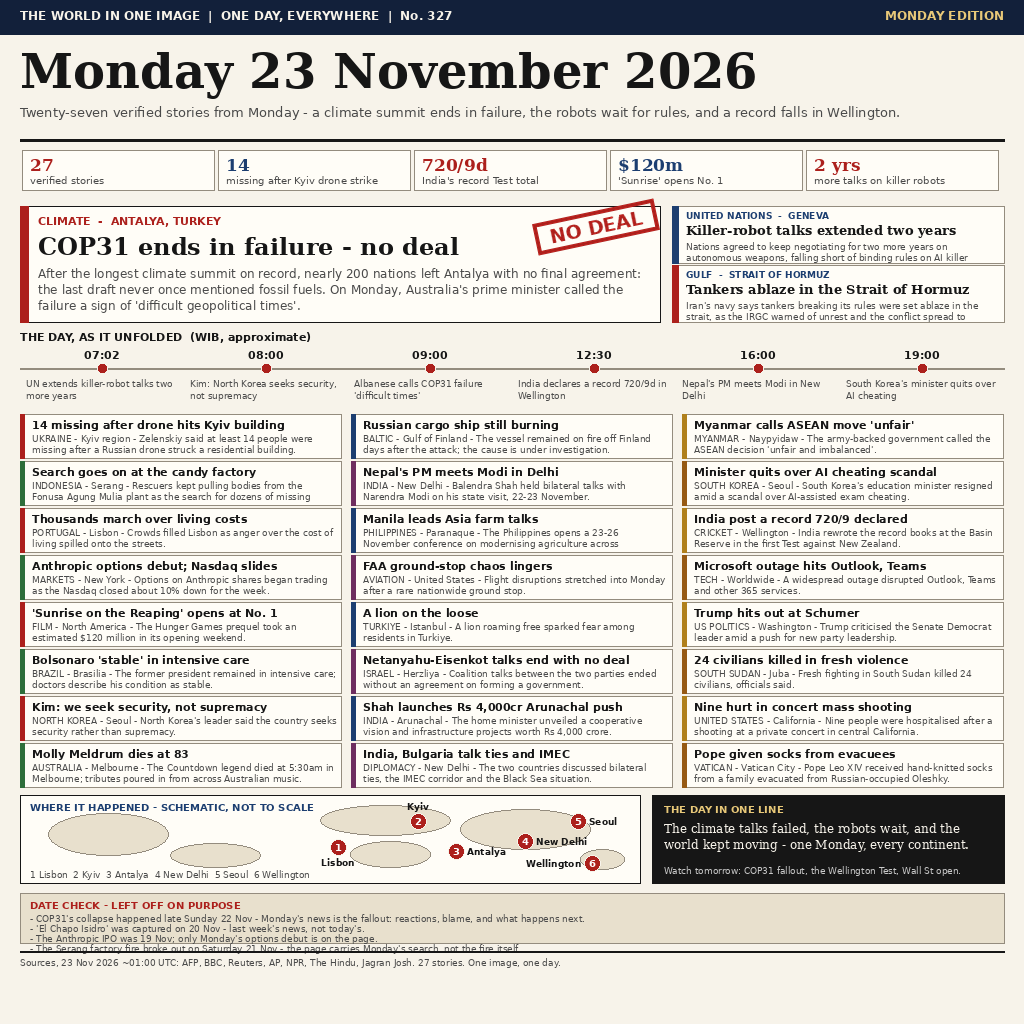 THE WORLD IN ONE IMAGE | ONE DAY, EVERYWHERE | No. 327
MONDAY EDITION
Monday 23 November 2026
Twenty-seven verified stories from Monday - a climate summit ends in failure, the robots wait for rules, and a record falls in Wellington.
27
verified stories
14
missing after Kyiv drone strike
720/9d
India's record Test total
$120m
'Sunrise' opens No. 1
2 yrs
more talks on killer robots
CLIMATE - ANTALYA, TURKEY
NO DEAL
COP31 ends in failure - no deal
After the longest climate summit on record, nearly 200 nations left Antalya with no final agreement:
the last draft never once mentioned fossil fuels. On Monday, Australia's prime minister called the
failure a sign of 'difficult geopolitical times'.
UNITED NATIONS - GENEVA
Killer-robot talks extended two years
Nations agreed to keep negotiating for two more years on
autonomous weapons, falling short of binding rules on AI killer
GULF - STRAIT OF HORMUZ
Tankers ablaze in the Strait of Hormuz
Iran's navy says tankers breaking its rules were set ablaze in the
strait, as the IRGC warned of unrest and the conflict spread to
THE DAY, AS IT UNFOLDED (WIB, approximate)
07:02
UN extends killer-robot talks two
more years
08:00
Kim: North Korea seeks security,
not supremacy
09:00
Albanese calls COP31 failure
'difficult times'
12:30
India declares a record 720/9d in
Wellington
16:00
Nepal's PM meets Modi in New
Delhi
19:00
South Korea's minister quits over
AI cheating
14 missing after drone hits Kyiv building
UKRAINE - Kyiv region - Zelenskiy said at least 14 people were
missing after a Russian drone struck a residential building.
Russian cargo ship still burning
BALTIC - Gulf of Finland - The vessel remained on fire off Finland
days after the attack; the cause is under investigation.
Myanmar calls ASEAN move 'unfair'
MYANMAR - Naypyidaw - The army-backed government called the
ASEAN decision 'unfair and imbalanced'.
Search goes on at the candy factory
INDONESIA - Serang - Rescuers kept pulling bodies from the
Fonusa Agung Mulia plant as the search for dozens of missing
Nepal's PM meets Modi in Delhi
INDIA - New Delhi - Balendra Shah held bilateral talks with
Narendra Modi on his state visit, 22-23 November.
Minister quits over AI cheating scandal
SOUTH KOREA - Seoul - South Korea's education minister resigned
amid a scandal over AI-assisted exam cheating.
Thousands march over living costs
PORTUGAL - Lisbon - Crowds filled Lisbon as anger over the cost of
living spilled onto the streets.
Manila leads Asia farm talks
PHILIPPINES - Paranaque - The Philippines opens a 23-26
November conference on modernising agriculture across
India post a record 720/9 declared
CRICKET - Wellington - India rewrote the record books at the Basin
Reserve in the first Test against New Zealand.
Anthropic options debut; Nasdaq slides
MARKETS - New York - Options on Anthropic shares began trading
as the Nasdaq closed about 10% down for the week.
FAA ground-stop chaos lingers
AVIATION - United States - Flight disruptions stretched into Monday
after a rare nationwide ground stop.
Microsoft outage hits Outlook, Teams
TECH - Worldwide - A widespread outage disrupted Outlook, Teams
and other 365 services.
'Sunrise on the Reaping' opens at No. 1
FILM - North America - The Hunger Games prequel took an
estimated $120 million in its opening weekend.
A lion on the loose
TURKIYE - Istanbul - A lion roaming free sparked fear among
residents in Turkiye.
Trump hits out at Schumer
US POLITICS - Washington - Trump criticised the Senate Democrat
leader amid a push for new party leadership.
Bolsonaro 'stable' in intensive care
BRAZIL - Brasilia - The former president remained in intensive care;
doctors describe his condition as stable.
Netanyahu-Eisenkot talks end with no deal
ISRAEL - Herzliya - Coalition talks between the two parties ended
without an agreement on forming a government.
24 civilians killed in fresh violence
SOUTH SUDAN - Juba - Fresh fighting in South Sudan killed 24
civilians, officials said.
Kim: we seek security, not supremacy
NORTH KOREA - Seoul - North Korea's leader said the country seeks
security rather than supremacy.
Shah launches Rs 4,000cr Arunachal push
INDIA - Arunachal - The home minister unveiled a cooperative
vision and infrastructure projects worth Rs 4,000 crore.
Nine hurt in concert mass shooting
UNITED STATES - California - Nine people were hospitalised after a
shooting at a private concert in central California.
Molly Meldrum dies at 83
AUSTRALIA - Melbourne - The Countdown legend died at 5:30am in
Melbourne; tributes poured in from across Australian music.
India, Bulgaria talk ties and IMEC
DIPLOMACY - New Delhi - The two countries discussed bilateral
ties, the IMEC corridor and the Black Sea situation.
Pope given socks from evacuees
VATICAN - Vatican City - Pope Leo XIV received hand-knitted socks
from a family evacuated from Russian-occupied Oleshky.
WHERE IT HAPPENED - SCHEMATIC, NOT TO SCALE
Kyiv
2
5 Seoul
1
Lisbon
3 Antalya
4 New Delhi
Wellington 6
1 Lisbon 2 Kyiv 3 Antalya 4 New Delhi 5 Seoul 6 Wellington
THE DAY IN ONE LINE
The climate talks failed, the robots wait, and the
world kept moving - one Monday, every continent.
Watch tomorrow: COP31 fallout, the Wellington Test, Wall St open.
DATE CHECK - LEFT OFF ON PURPOSE
- COP31's collapse happened late Sunday 22 Nov - Monday's news is the fallout: reactions, blame, and what happens next.
- 'El Chapo Isidro' was captured on 20 Nov - last week's news, not today's.
- The Anthropic IPO was 19 Nov; only Monday's options debut is on the page.
- The Serang factory fire broke out on Saturday 21 Nov - the page carries Monday's search, not the fire itself.
Sources, 23 Nov 2026 ~01:00 UTC: AFP, BBC, Reuters, AP, NPR, The Hindu, Jagran Josh. 27 stories. One image, one day.